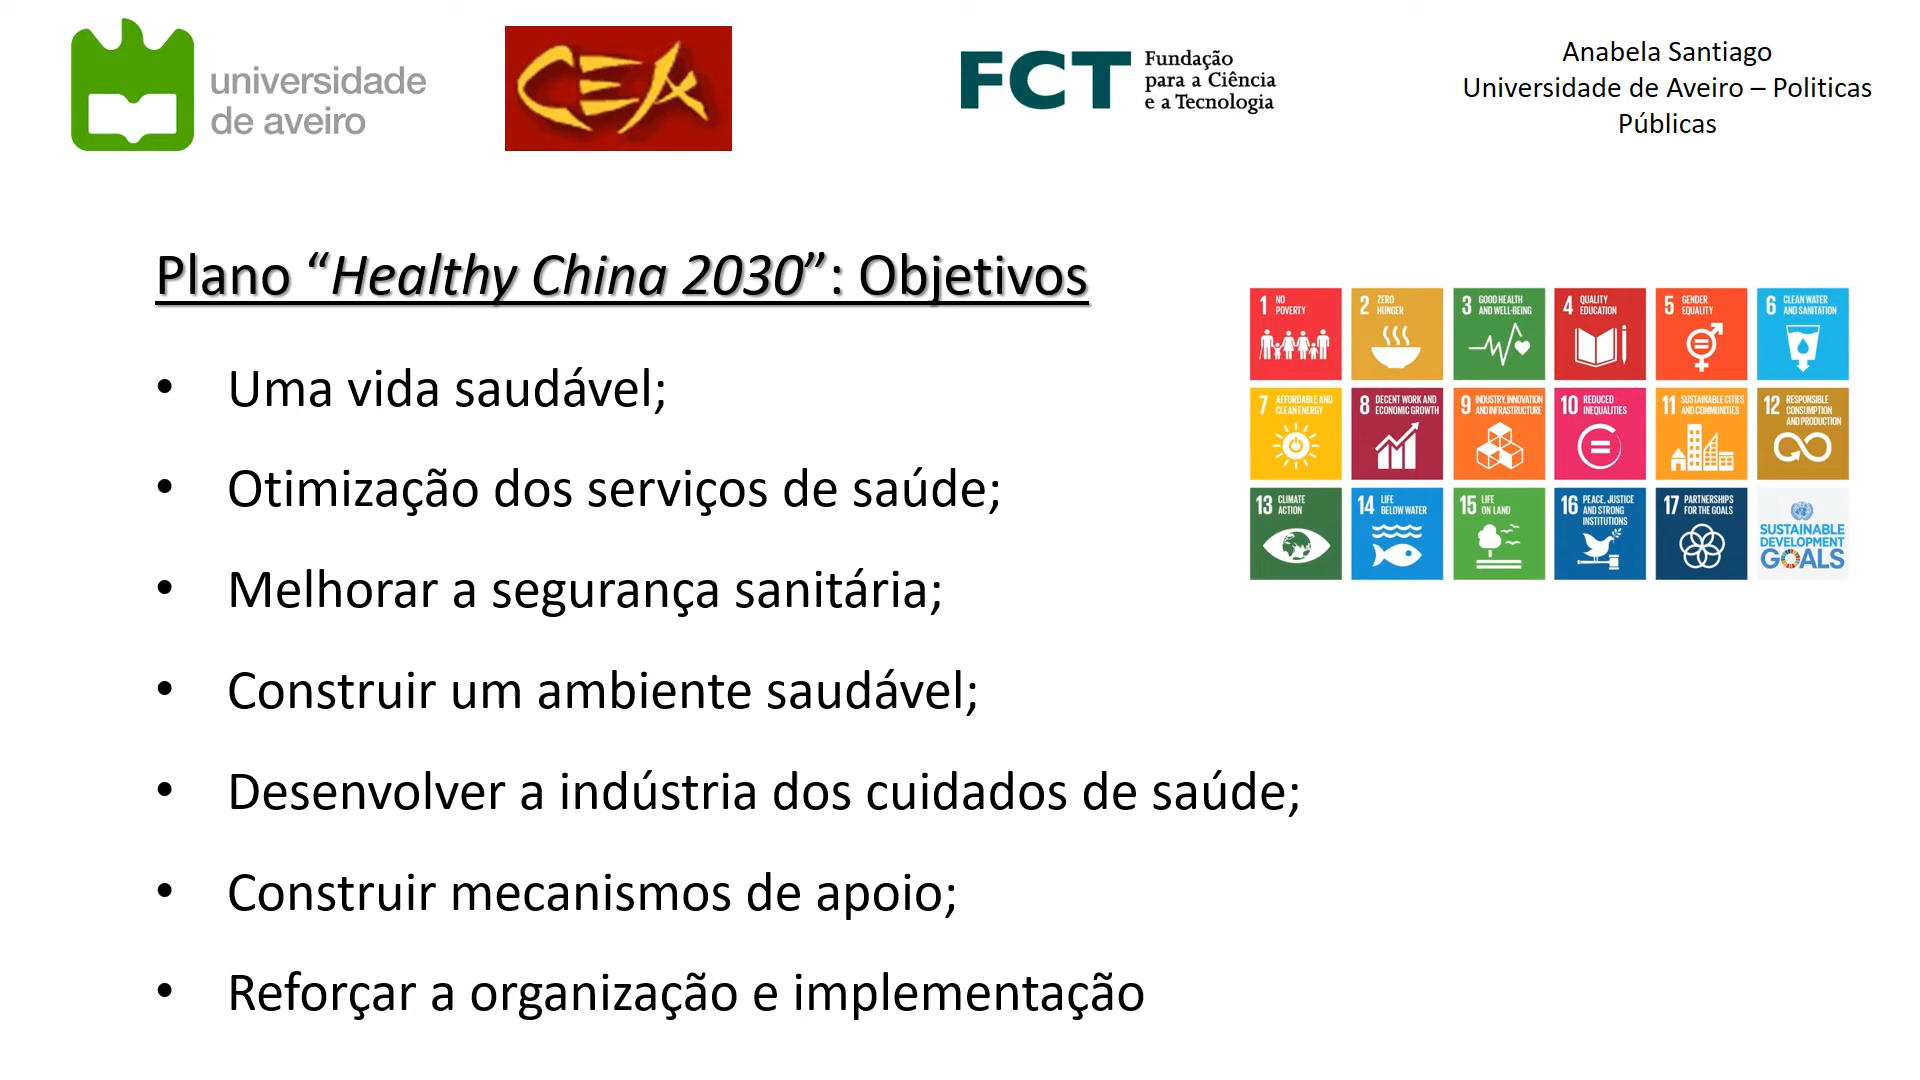 universidade
de aveiro
CEA
FCT
Fundação
para a Ciência
e a Tecnologia
Anabela Santiago
Universidade de Aveiro – Politicas
Públicas
Plano “Healthy China 2030”: Objetivos
• Uma vida saudável;
• Otimização dos serviços de saúde;
• Melhorar a segurança sanitária;
• Construir um ambiente saudável;
• Desenvolver a indústria dos cuidados de saúde;
• Construir mecanismos de apoio;
• Reforçar a organização e implementação
1 NO
POVERTY
2 ZERO
HUNGER
3 GOOD HEALTH
AND WELL-BEING
4 QUALITY
EDUCATION
5 GENDER
EQUALITY
6 CLEAN WATER
AND SANITATION
7 AFFORDABLE AND
CLEAN ENERGY
8 DECENT WORK AND
ECONOMIC GROWTH
9 INDUSTRY, INNOVATION
AND INFRASTRUCTURE
10 REDUCED
INEQUALITIES
11 SUSTAINABLE CITIES
AND COMMUNITIES
12 RESPONSIBLE
CONSUMPTION
AND PRODUCTION
13 CLIMATE
ACTION
14 LIFE
BELOW WATER
15 LIFE
ON LAND
16 PEACE, JUSTICE
AND STRONG
INSTITUTIONS
17 PARTNERSHIPS
FOR THE GOALS
SUSTAINABLE
DEVELOPMENT
GOALS